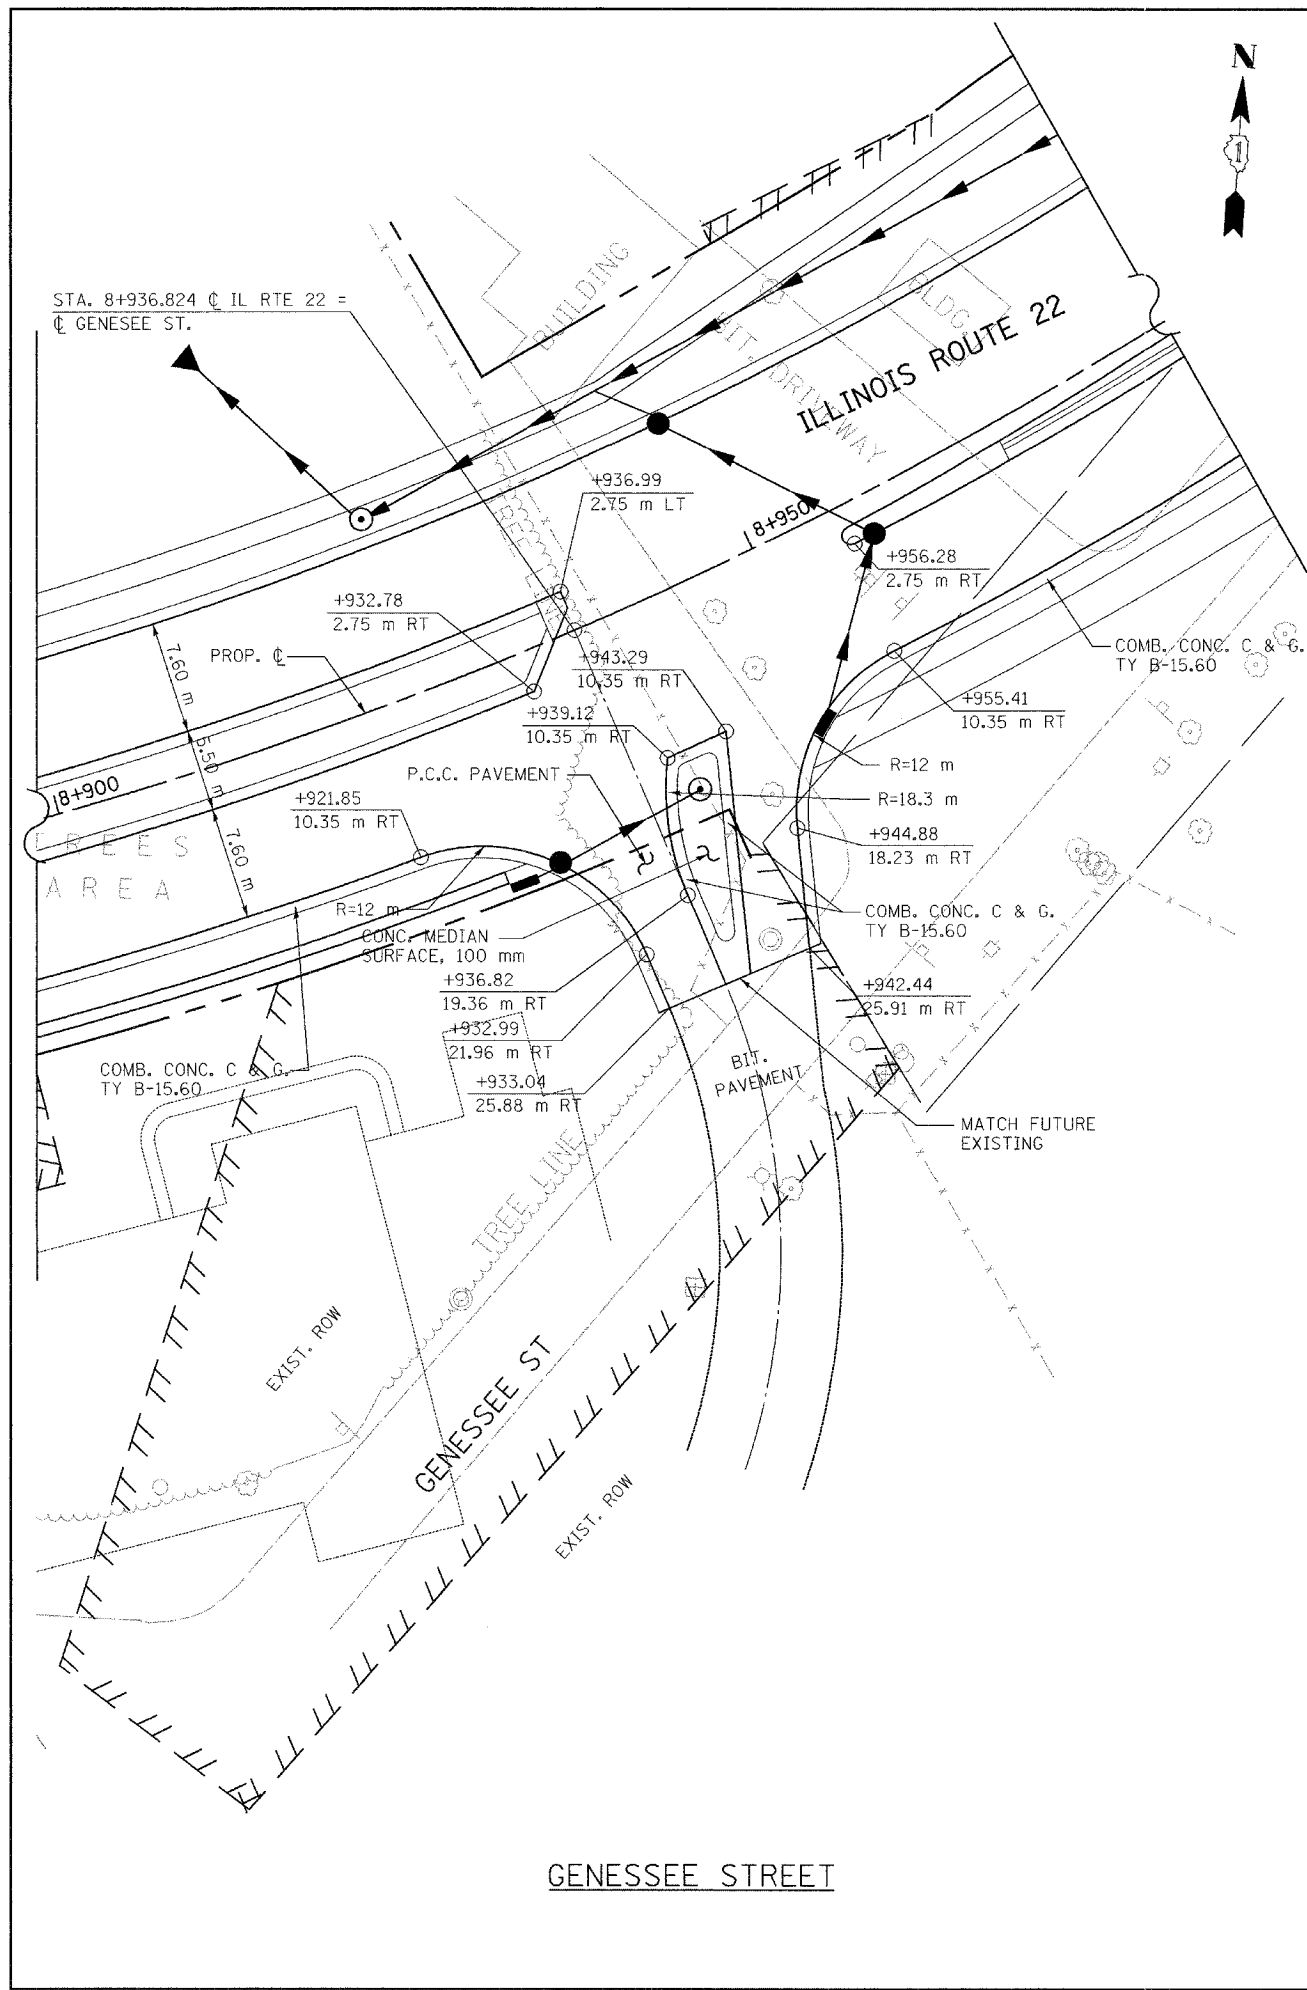 N
1
STA. 8+936.824 ℄ IL RTE 22 =
℄ GENESEE ST.
BUILDING
BLDG.
BIT. DRIVEWAY
ILLINOIS ROUTE 22
+936.99
2.75 m LT
TREE LINE
8+950
+956.28
2.75 m RT
+932.78
2.75 m RT
7.60 m
PROP. ℄
+943.29
10.35 m RT
COMB. CONC. C & G.
TY B-15.60
+955.41
10.35 m RT
+939.12
10.35 m RT
5.50 m
P.C.C. PAVEMENT
R=12 m
8+900
+921.85
10.35 m RT
R=18.3 m
TREES
AREA
7.60 m
+944.88
18.23 m RT
R=12 m
CONC. MEDIAN
SURFACE, 100 mm
COMB. CONC. C & G.
TY B-15.60
+936.82
19.36 m RT
+942.44
25.91 m RT
+932.99
21.96 m RT
COMB. CONC. C & G.
TY B-15.60
+933.04
25.88 m RT
BIT.
PAVEMENT
MATCH FUTURE
EXISTING
TREE LINE
EXIST. ROW
GENESSEE ST
EXIST. ROW
GENESSEE STREET